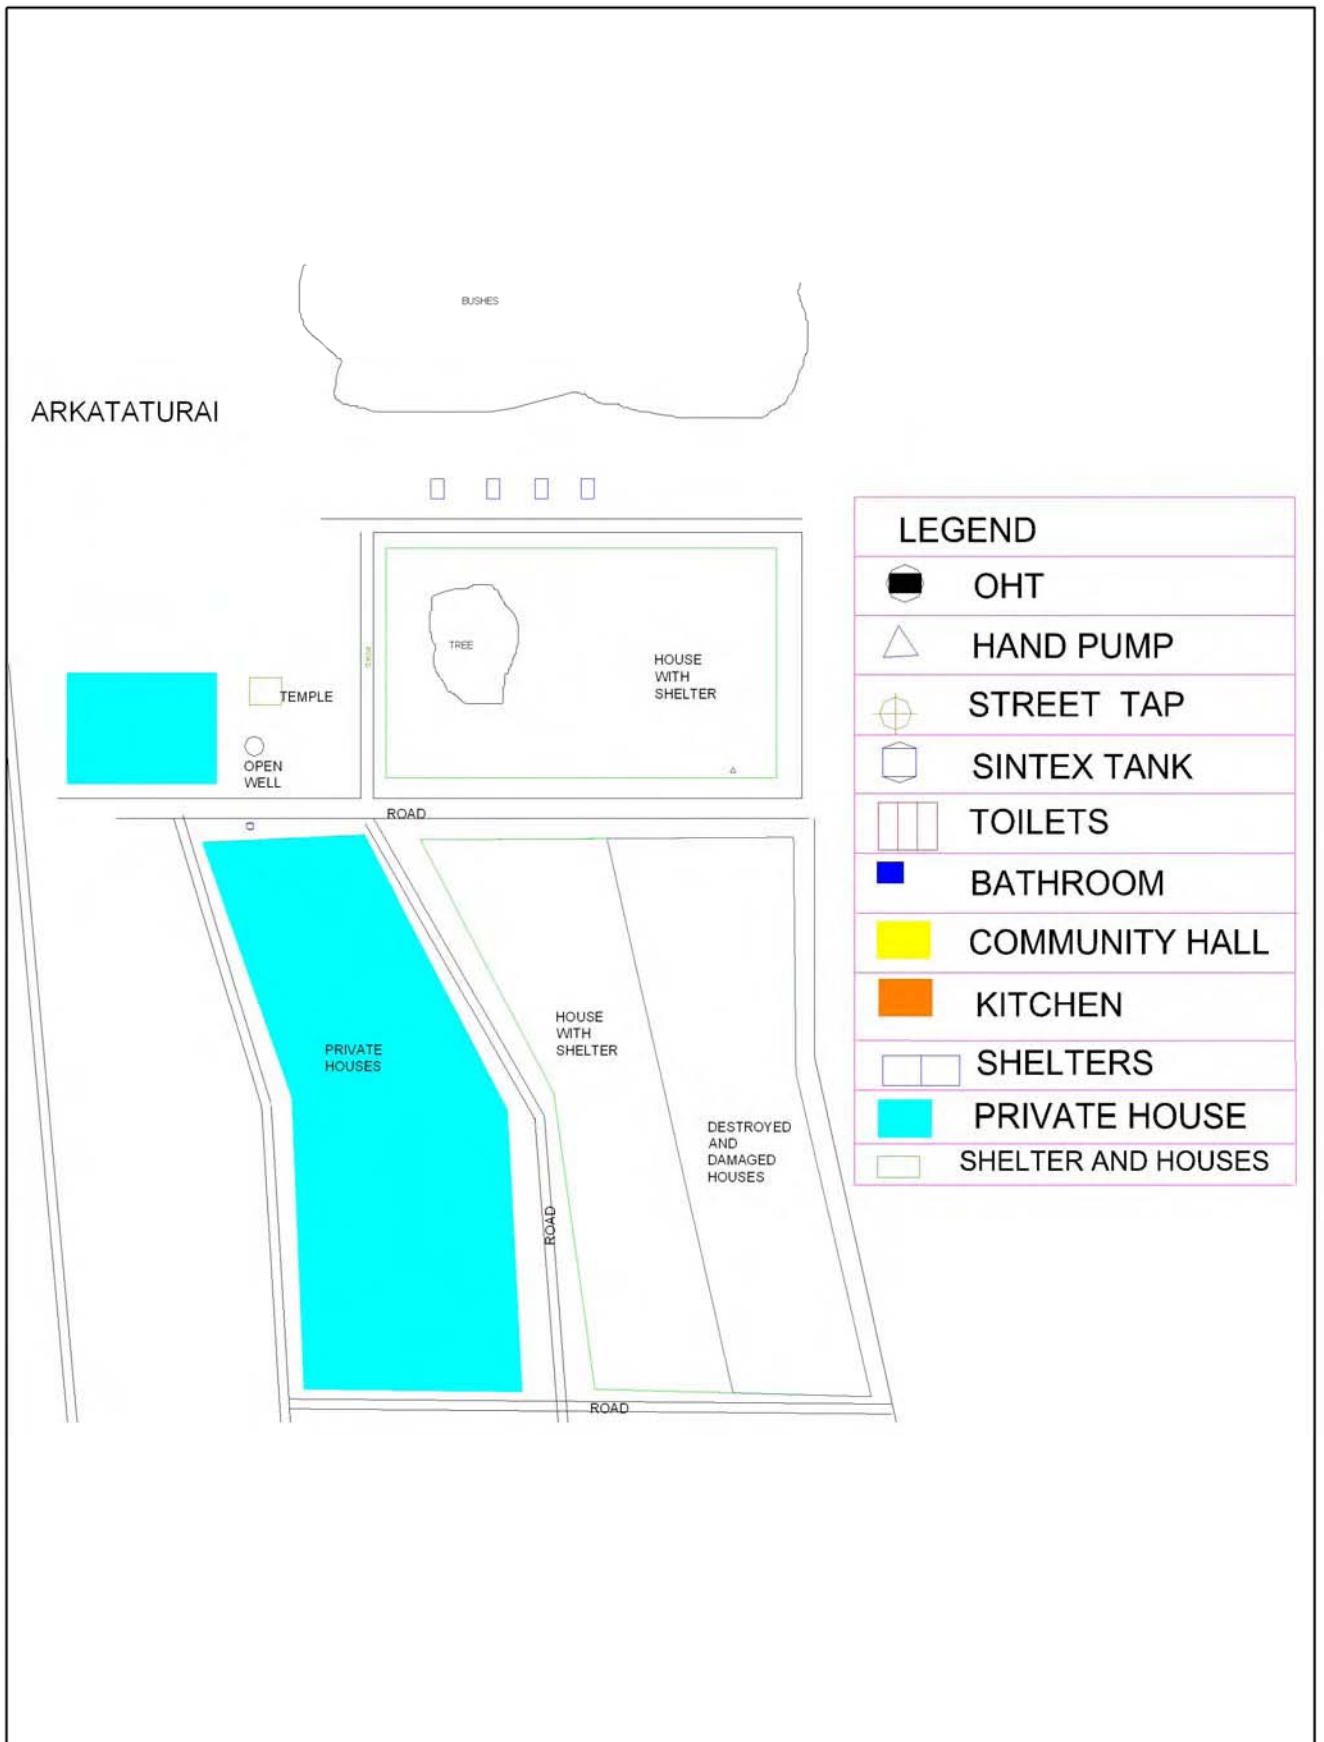 BUSHES
ARKATATURAI
TREE
HOUSE
WITH
SHELTER
TEMPLE
OPEN
WELL
ROAD
PRIVATE
HOUSES
HOUSE
WITH
SHELTER
DESTROYED
AND
DAMAGED
HOUSES
ROAD
ROAD
LEGEND
OHT
HAND PUMP
STREET TAP
SINTEX TANK
TOILETS
BATHROOM
COMMUNITY HALL
KITCHEN
SHELTERS
PRIVATE HOUSE
SHELTER AND HOUSES